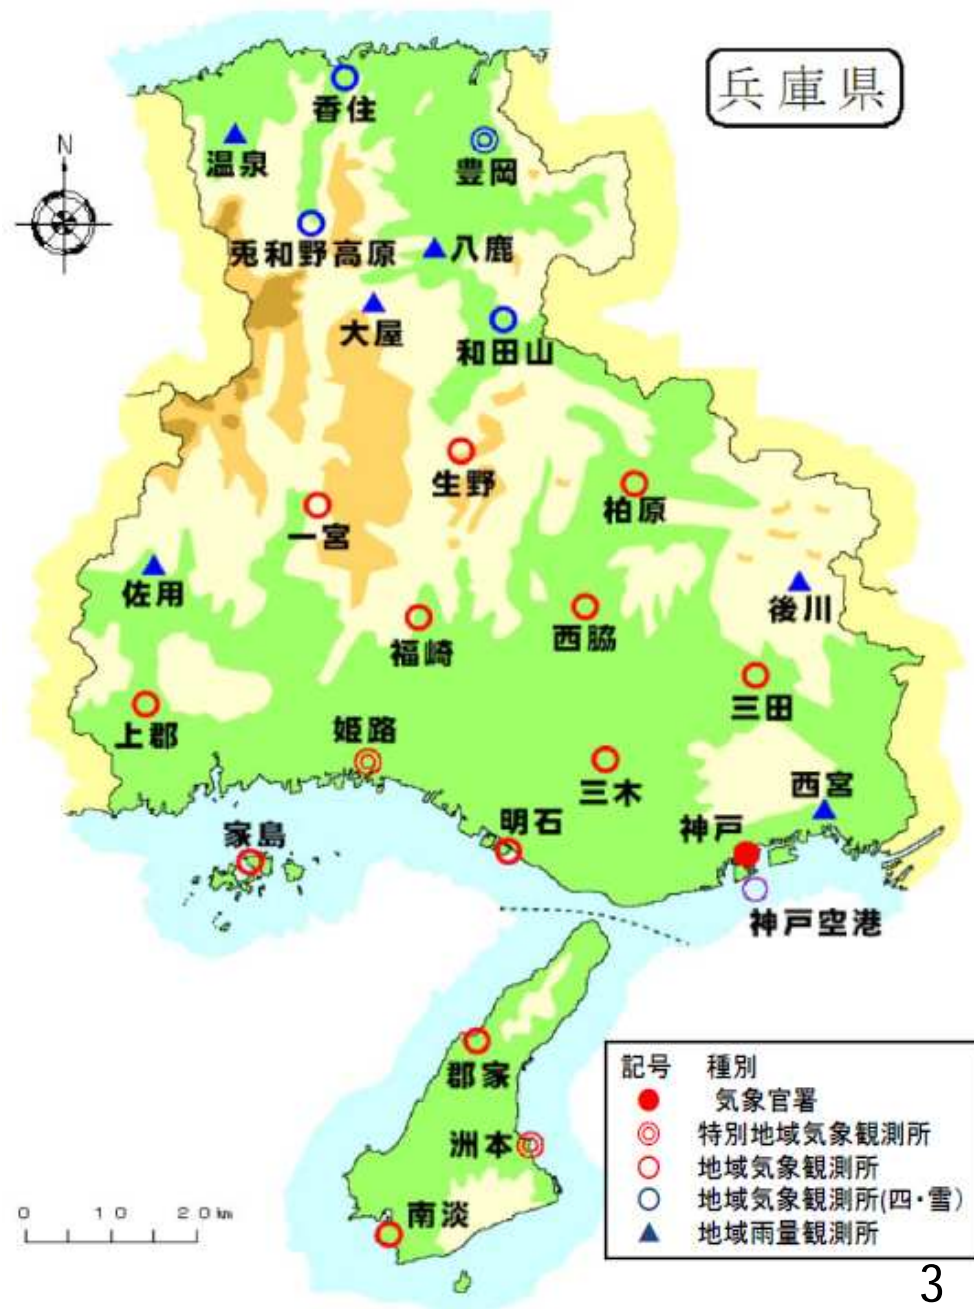 兵庫県
N
香住
温泉
豊岡
兎和野高原
八鹿
大屋
和田山
生野
柏原
一宮
佐用
後川
福崎
西脇
三田
上郡
姫路
三木
西宮
明石
神戸
家島
神戸空港
郡家
洲本
南淡
0 10 20km
記号 種別
気象官署
特別地域気象観測所
地域気象観測所
地域気象観測所(四・雪)
地域雨量観測所
3